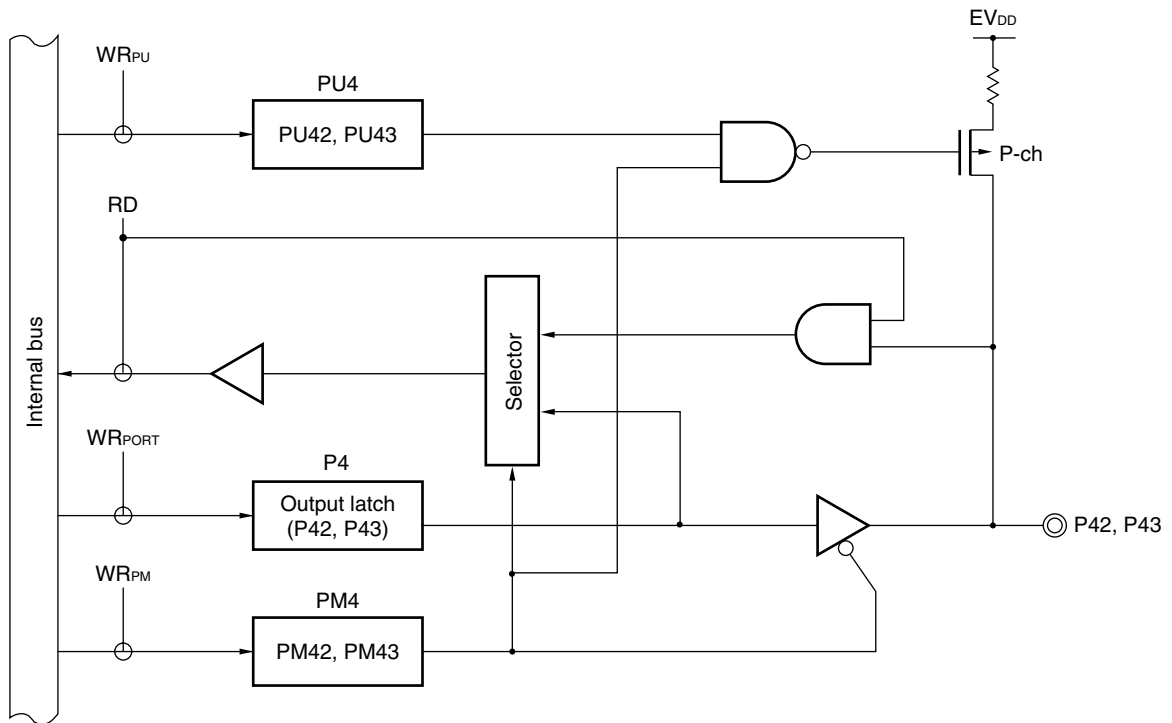 EVDD
WRPU
PU4
PU42, PU43
P-ch
RD
Internal bus
Selector
WRPORT
P4
Output latch
(P42, P43)
P42, P43
WRPM
PM4
PM42, PM43